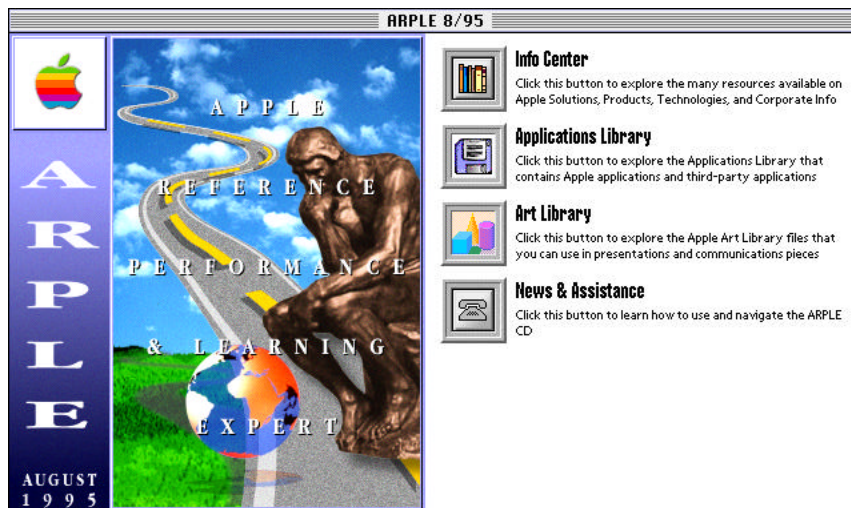 ARPLE 8/95
A
R
P
L
E
AUGUST
1995
APPLE
REFERENCE
PERFORMANCE
& LEARNING
EXPERT
Info Center
Click this button to explore the many resources available on
Apple Solutions, Products, Technologies, and Corporate Info
Applications Library
Click this button to explore the Applications Library that
contains Apple applications and third-party applications
Art Library
Click this button to explore the Apple Art Library files that
you can use in presentations and communications pieces
News & Assistance
Click this button to learn how to use and navigate the ARPLE
CD